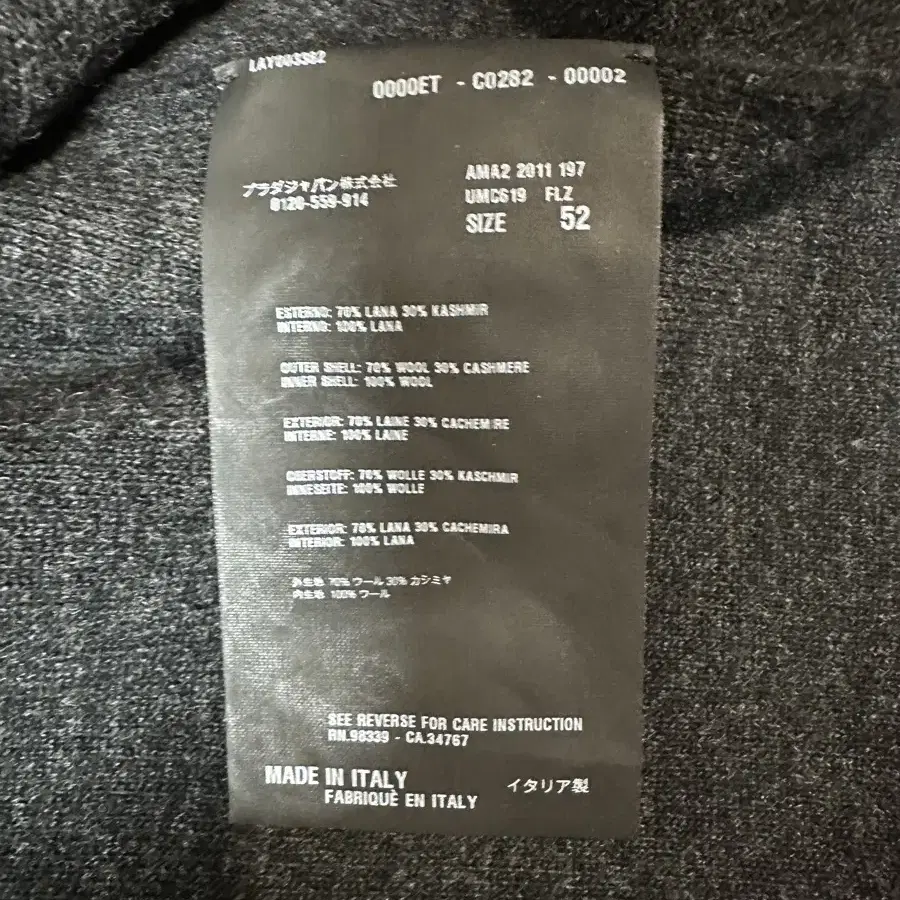 LAY003382
0000ET - C0282 - 00002
プラダジャパン株式会社
0120-559-914
AMA2 2011 197
UMC619 FLZ
SIZE 52
ESTERNO: 70% LANA 30% KASHMIR
INTERNO: 100% LANA
OUTER SHELL: 70% WOOL 30% CASHMERE
INNER SHELL: 100% WOOL
EXTERIOR: 70% LAINE 30% CACHEMIRE
INTERNE: 100% LAINE
OBERSTOFF: 70% WOLLE 30% KASCHMIR
INNESEITE: 100% WOLLE
EXTERIOR: 70% LANA 30% CACHEMIRA
INTERIOR: 100% LANA
外生地 70% ウール 30% カシミヤ
内生地 100% ウール
SEE REVERSE FOR CARE INSTRUCTION
RN.98339 - CA.34767
MADE IN ITALY
FABRIQUÈ EN ITALY
イタリア製